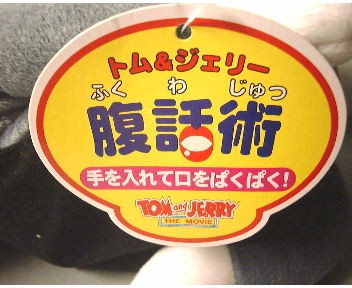 トム&ジェリー
ふく わ じゅつ
腹話術
手を入れて口をぱくぱく!
TOM and JERRY
THE MOVIE